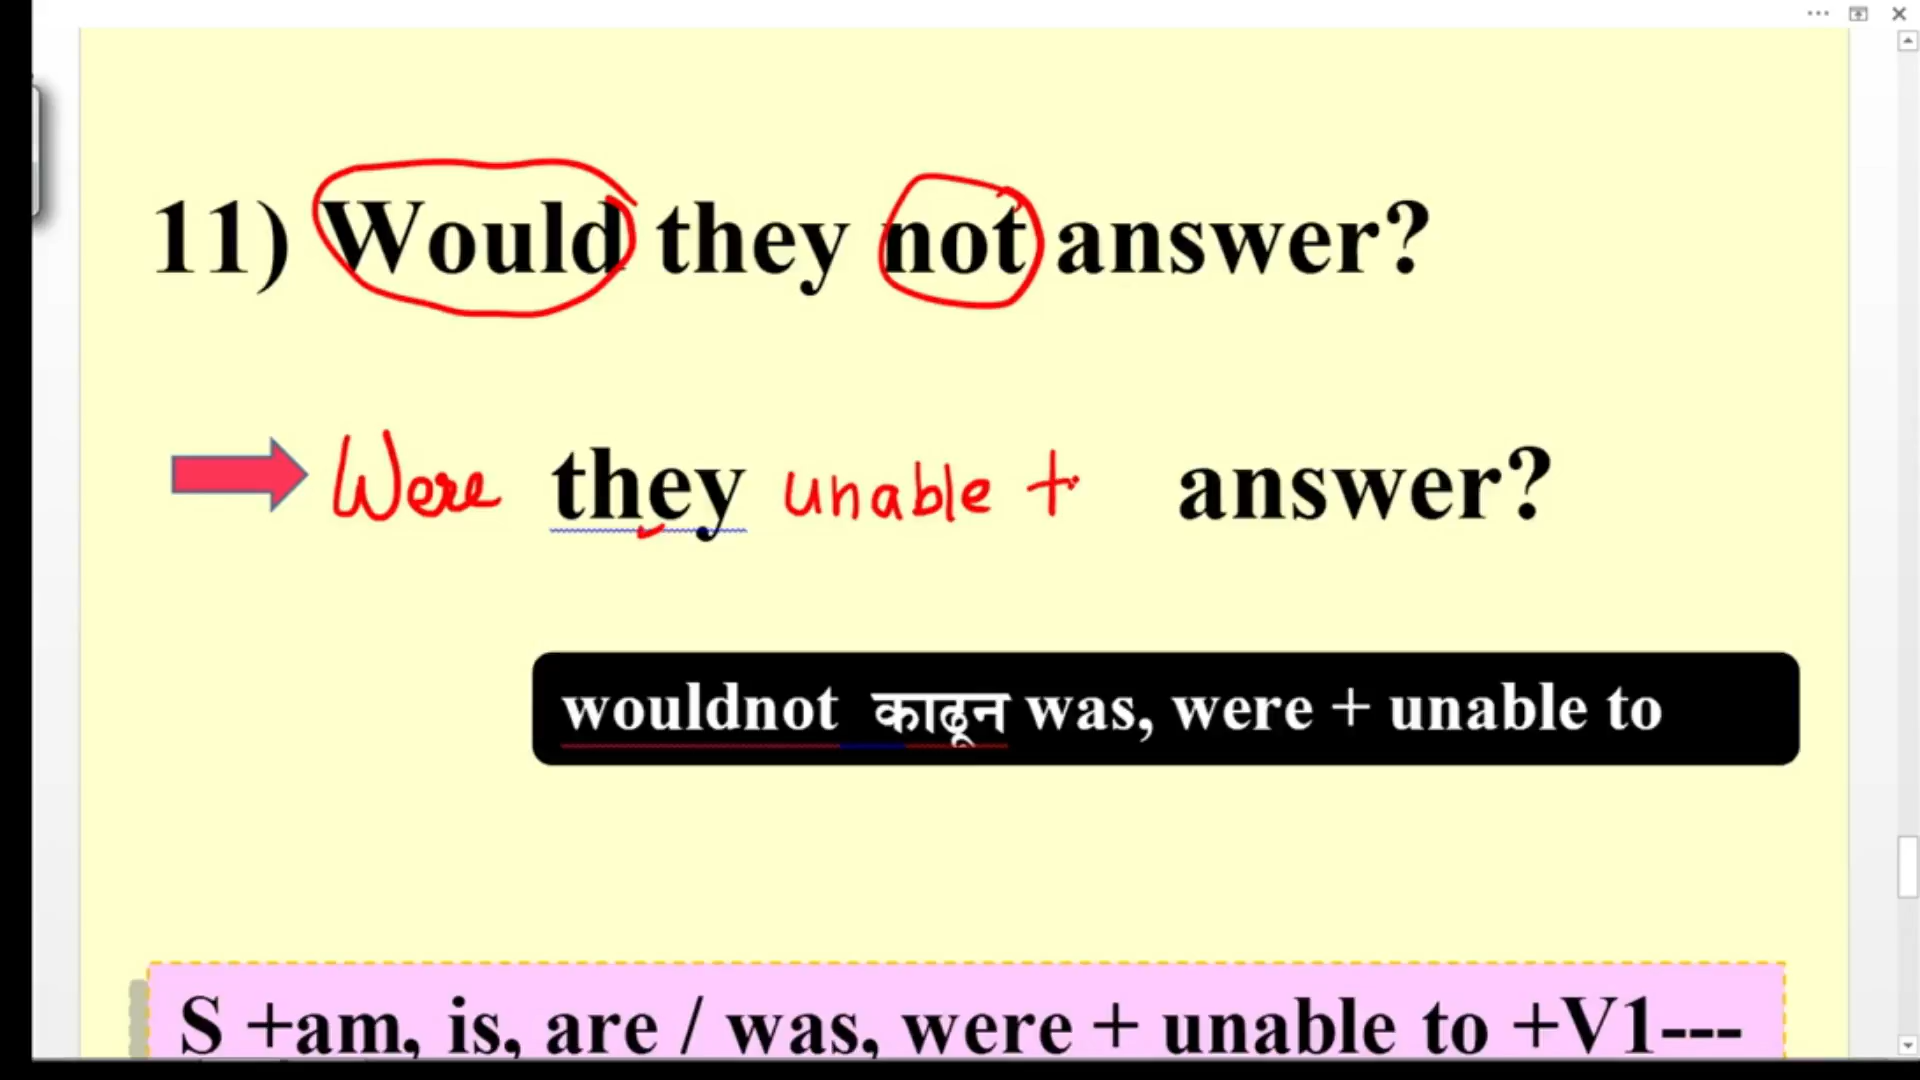 11) Would they not answer?
Were they unable t answer?
wouldnot काढून was, were + unable to
S +am, is, are / was, were + unable to +V1---